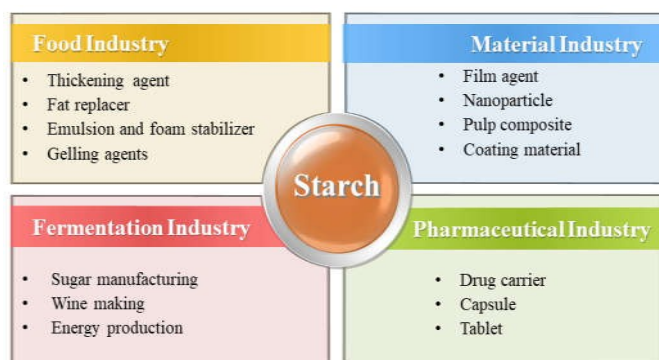 Food Industry
• Thickening agent
• Fat replacer
• Emulsion and foam stabilizer
• Gelling agents
Material Industry
• Film agent
• Nanoparticle
• Pulp composite
• Coating material
Starch
Fermentation Industry
• Sugar manufacturing
• Wine making
• Energy production
Pharmaceutical Industry
• Drug carrier
• Capsule
• Tablet